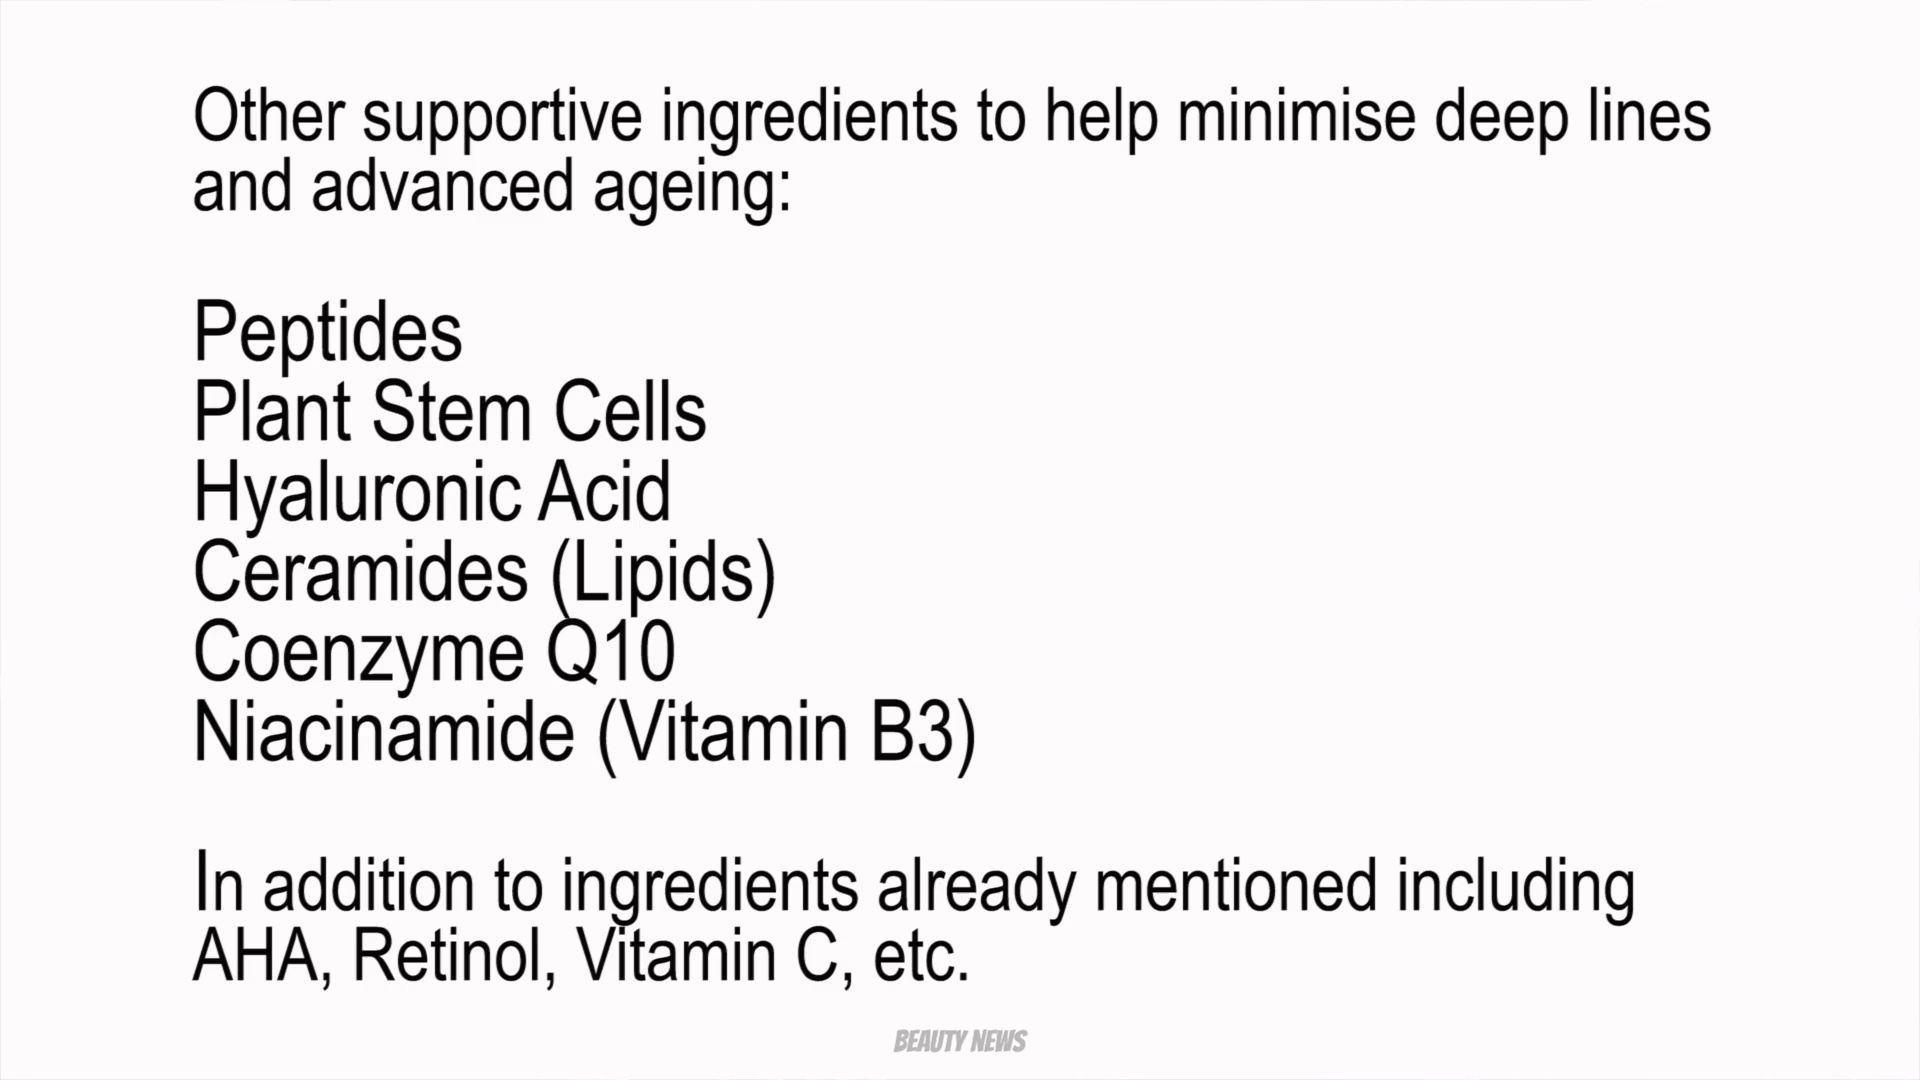 Other supportive ingredients to help minimise deep lines
and advanced ageing:
Peptides
Plant Stem Cells
Hyaluronic Acid
Ceramides (Lipids)
Coenzyme Q10
Niacinamide (Vitamin B3)
In addition to ingredients already mentioned including
AHA, Retinol, Vitamin C, etc.
BEAUTY NEWS